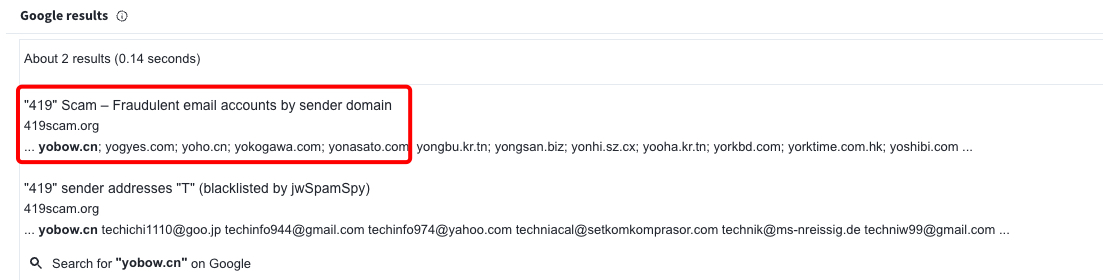 Google results
About 2 results (0.14 seconds)
"419" Scam – Fraudulent email accounts by sender domain
419scam.org
... yobow.cn; yogyes.com; yoho.cn; yokogawa.com; yonasato.com; yongbu.kr.tn; yongsan.biz; yonhi.sz.cx; yooha.kr.tn; yorkbd.com; yorktime.com.hk; yoshibi.com ...
"419" sender addresses "T" (blacklisted by jwSpamSpy)
419scam.org
... yobow.cn techichi1110@goo.jp techinfo944@gmail.com techinfo974@yahoo.com techniacal@setkomkomprasor.com technik@ms-nreissig.de techniw99@gmail.com ...
Search for "yobow.cn" on Google